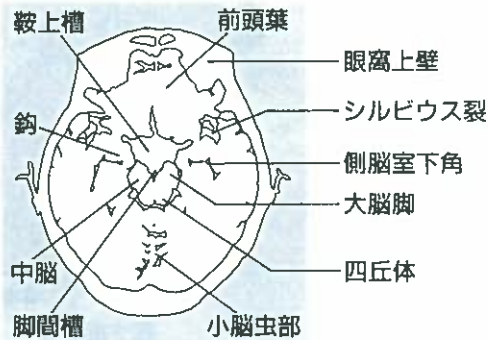 鞍上槽
前頭葉
眼窩上壁
シルビウス裂
鈎
側脳室下角
大脳脚
中脳
四丘体
脚間槽
小脳虫部